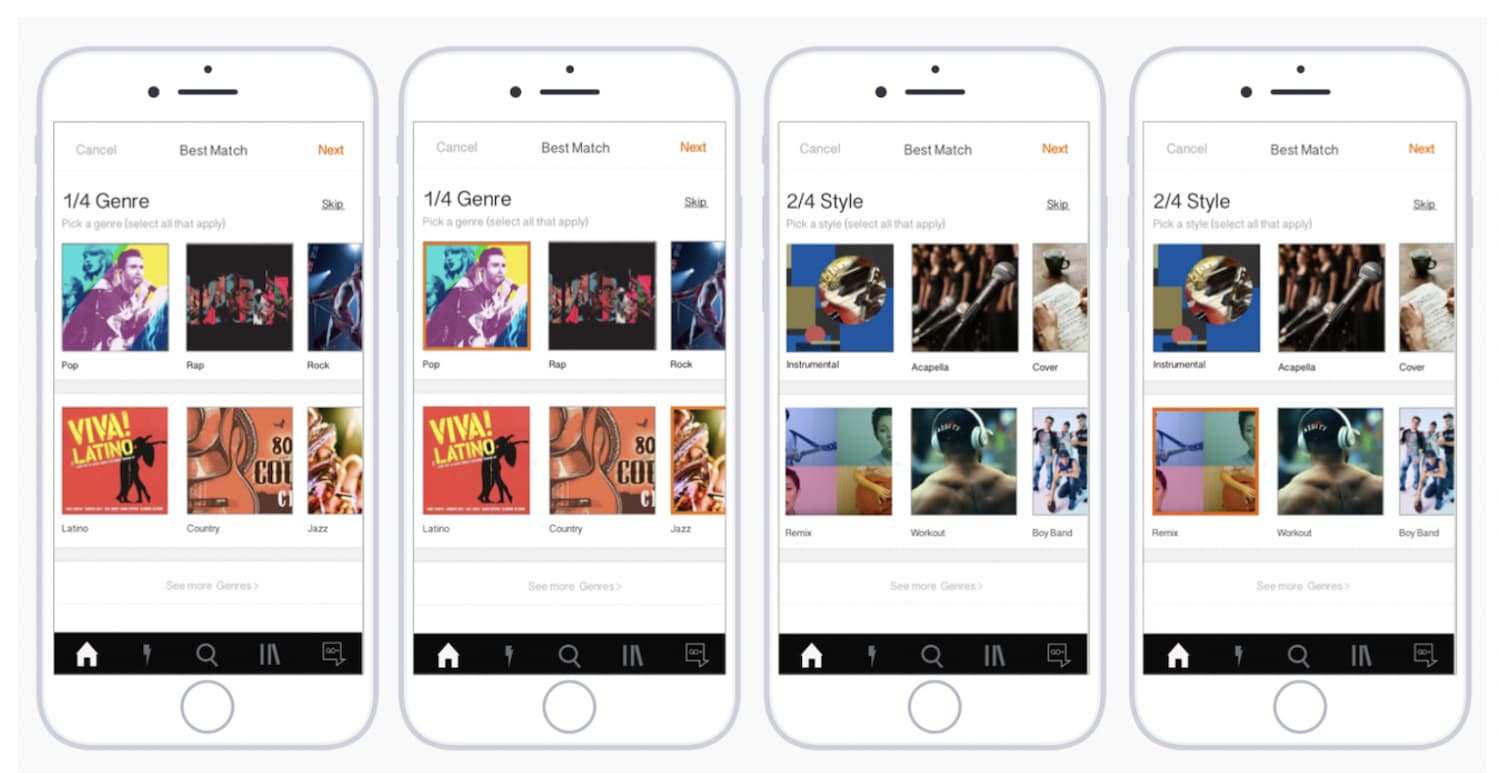 Cancel Best Match Next
1/4 Genre Skip
Pick a genre (select all that apply)
Pop Rap Rock
VIVA!
LATINO
80
COU
CL
Latino Country Jazz
See more Genres >
GO+
Cancel Best Match Next
1/4 Genre Skip
Pick a genre (select all that apply)
Pop Rap Rock
VIVA!
LATINO
80
COU
Latino Country Jazz
See more Genres >
GO+
Cancel Best Match Next
2/4 Style Skip
Pick a style (select all that apply)
Instrumental Acapella Cover
Remix Workout Boy Band
See more Genres >
GO+
Cancel Best Match Next
2/4 Style Skip
Pick a style (select all that apply)
Instrumental Acapella Cover
Remix Workout Boy Band
See more Genres >
GO+